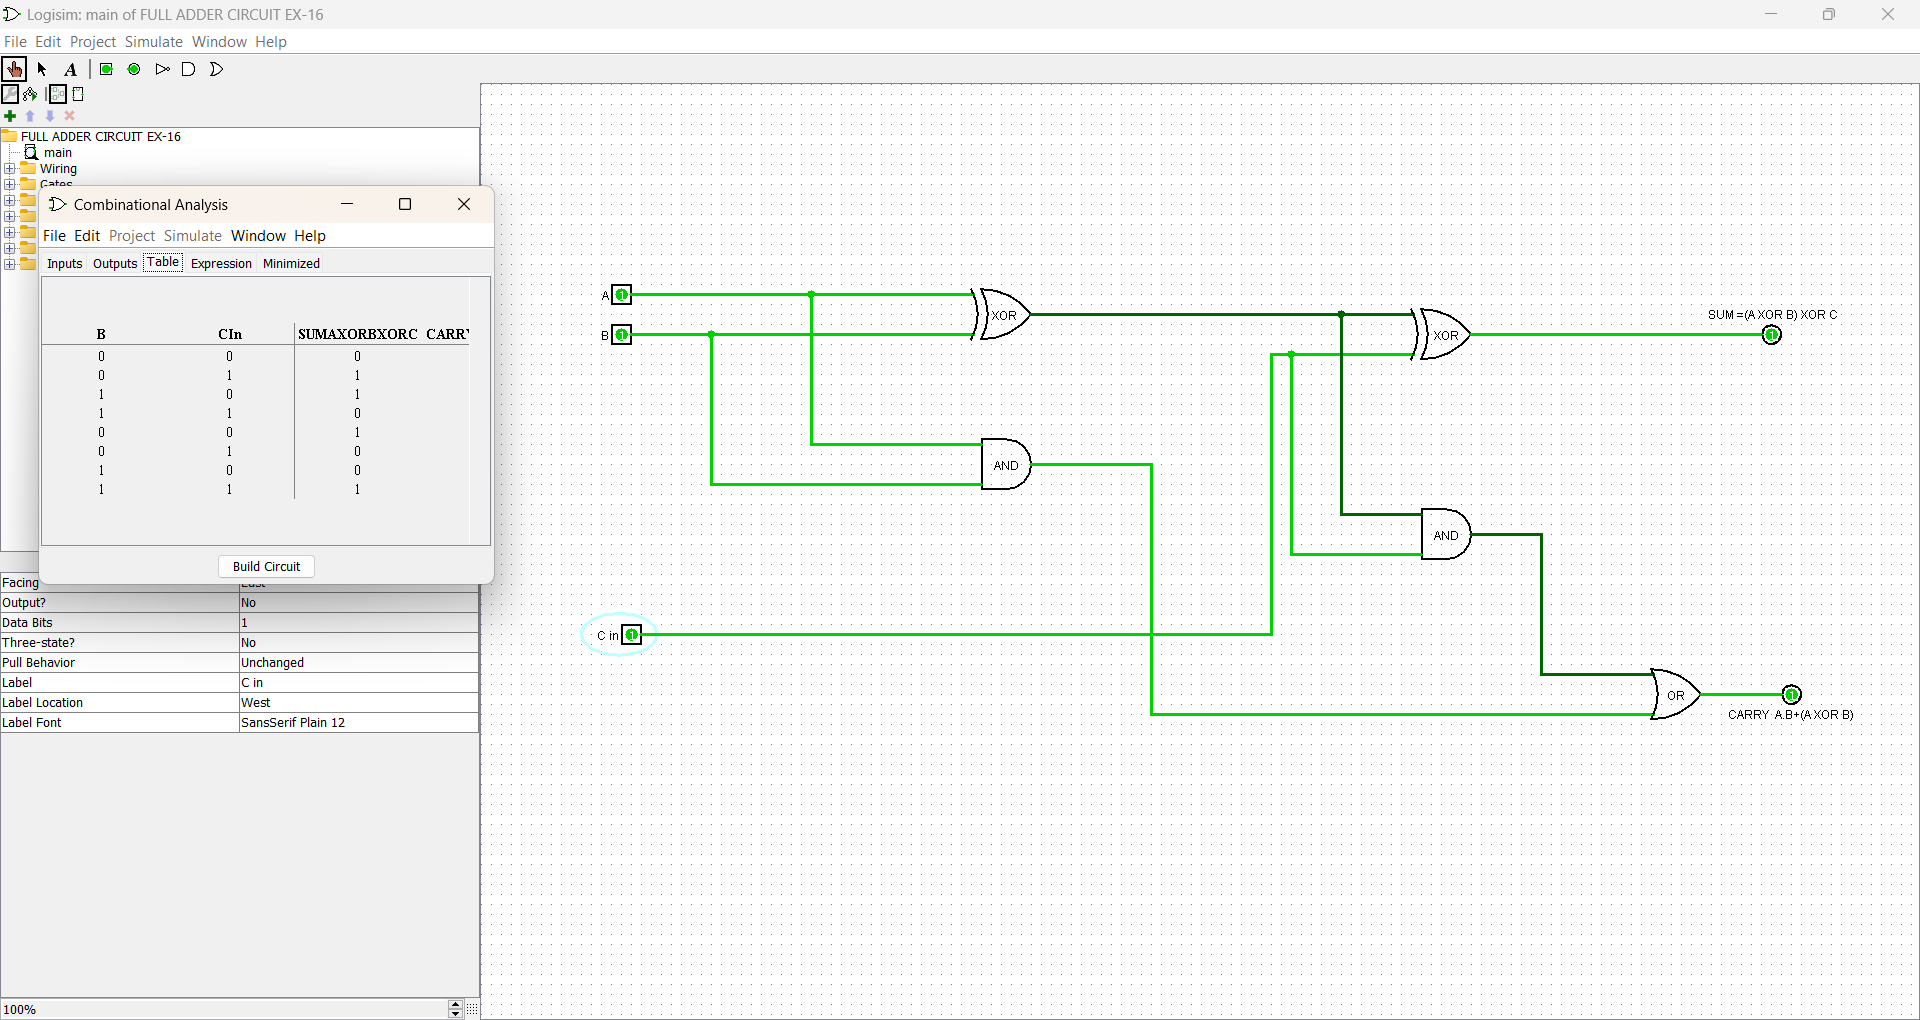 Logisim: main of FULL ADDER CIRCUIT EX-16
File Edit Project Simulate Window Help
A
FULL ADDER CIRCUIT EX-16
main
Wiring
Gates
Combinational Analysis
File Edit Project Simulate Window Help
Inputs Outputs Table Expression Minimized
B CIn SUMAXORBXORC CARRY
0 0 0
0 1 1
1 0 1
1 1 0
0 0 1
0 1 0
1 0 0
1 1 1
Build Circuit
Facing East
Output? No
Data Bits 1
Three-state? No
Pull Behavior Unchanged
Label C in
Label Location West
Label Font SansSerif Plain 12
100%
A 1
B 1
XOR
XOR
SUM =(A XOR B) XOR C
1
AND
AND
C in 1
OR
1
CARRY A.B+(A XOR B)